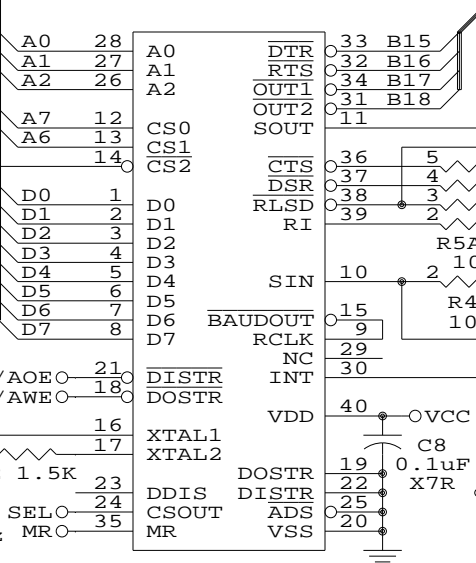 A0 28 A0 DTR 33 B15
A1 27 A1 RTS 32 B16
A2 26 A2 OUT1 34 B17
OUT2 31 B18
SOUT 11
A7 12 CS0
A6 13 CS1
14 CS2 CTS 36 5
DSR 37 4
D0 1 D0 RLSD 38 3
D1 2 D1 RI 39 2
D2 3 D2 R5A
D3 4 D3 10
D4 5 D4 SIN 10 2
D5 6 D5 R4
D6 7 D6 BAUDOUT 15 10
D7 8 D7 RCLK 9
NC 29
/AOE 21 DISTR INT 30
/AWE 18 DOSTR
VDD 40 VCC
16 XTAL1
17 XTAL2 C8
1.5K DOSTR 19 0.1uF
23 DDIS DISTR 22 X7R
SEL 24 CSOUT ADS 25
MR 35 MR VSS 20